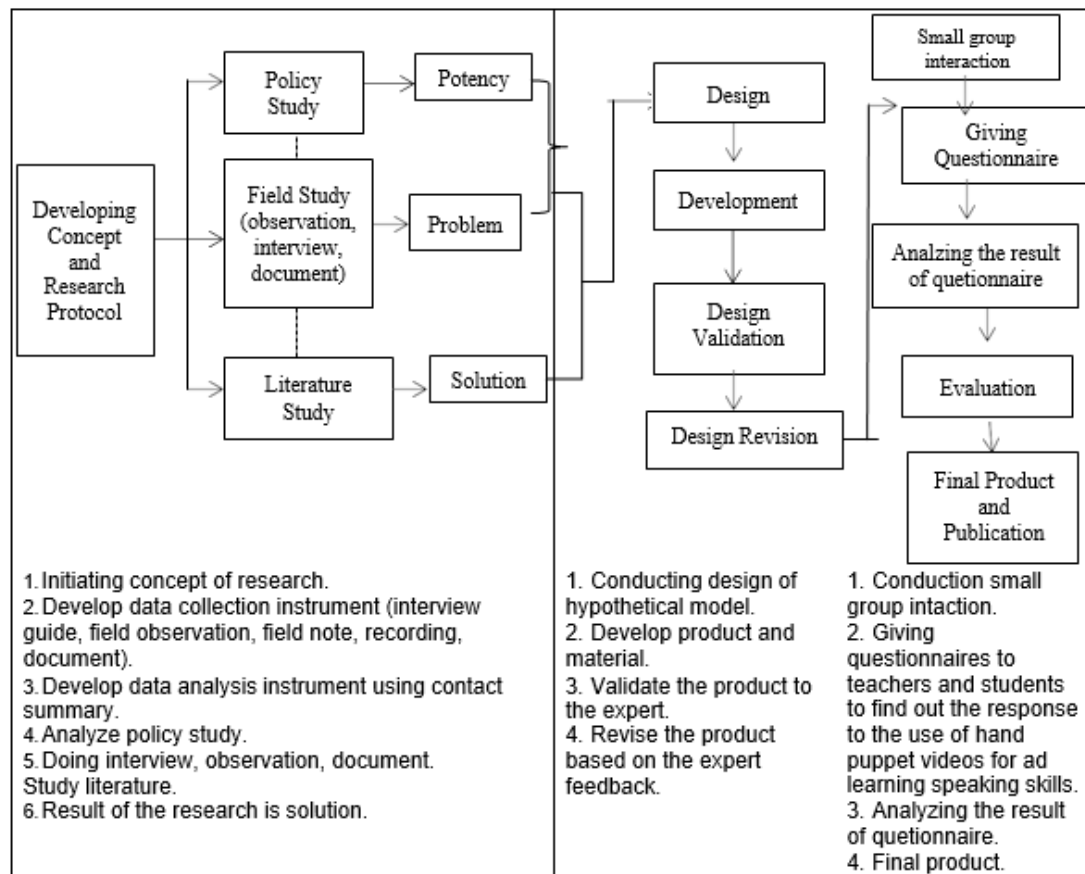 Developing
Concept
and
Research
Protocol
Policy
Study
Potency
Field Study
(observation,
interview,
document)
Problem
Literature
Study
Solution
1. Initiating concept of research.
2. Develop data collection instrument (interview
guide, field observation, field note, recording,
document).
3. Develop data analysis instrument using contact
summary.
4. Analyze policy study.
5. Doing interview, observation, document.
Study literature.
6. Result of the research is solution.
Design
Development
Design
Validation
Design Revision
1. Conducting design of
hypothetical model.
2. Develop product and
material.
3. Validate the product to
the expert.
4. Revise the product
based on the expert
feedback.
Small group
interaction
Giving
Questionnaire
Analzing the result
of quetionnaire
Evaluation
Final Product
and
Publication
1. Conduction small
group intaction.
2. Giving
questionnaires to
teachers and students
to find out the response
to the use of hand
puppet videos for ad
learning speaking skills.
3. Analyzing the result
of quetionnaire.
4. Final product.